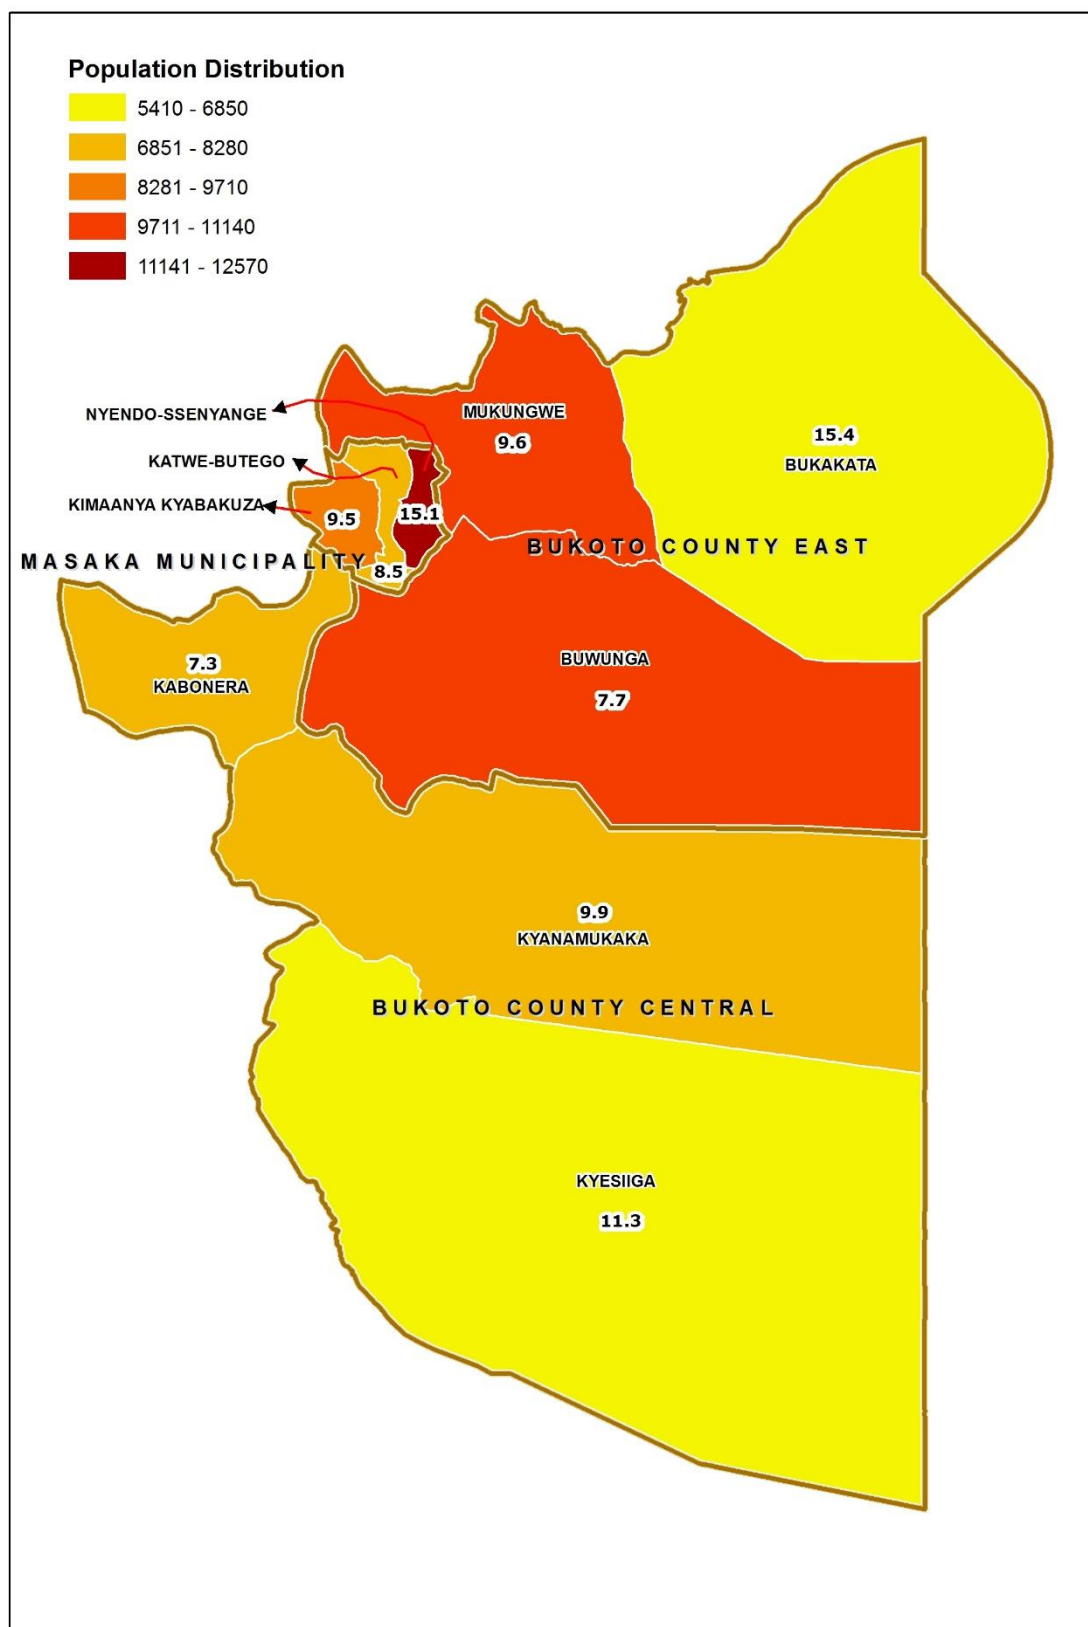 Population Distribution
5410 - 6850
6851 - 8280
8281 - 9710
9711 - 11140
11141 - 12570
NYENDO-SSENYANGE
MUKUNGWE
9.6
15.4
BUKAKATA
KATWE-BUTEGO
KIMAANYA KYABAKUZA
9.5
15.1
BUKOTO COUNTY EAST
MASAKA MUNICIPALITY
8.5
7.3
KABONERA
BUWUNGA
7.7
9.9
KYANAMUKAKA
BUKOTO COUNTY CENTRAL
KYESIIGA
11.3